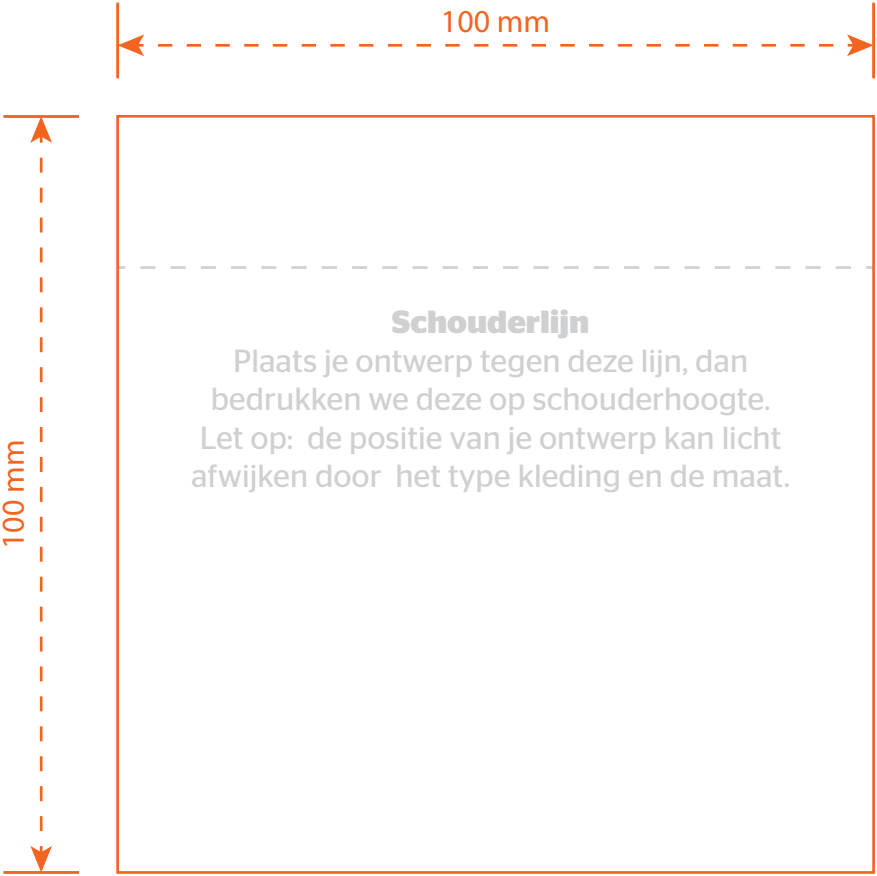 100 mm
100 mm
Schouderlijn
Plaats je ontwerp tegen deze lijn, dan
bedrukken we deze op schouderhoogte.
Let op:  de positie van je ontwerp kan licht
afwijken door  het type kleding en de maat.